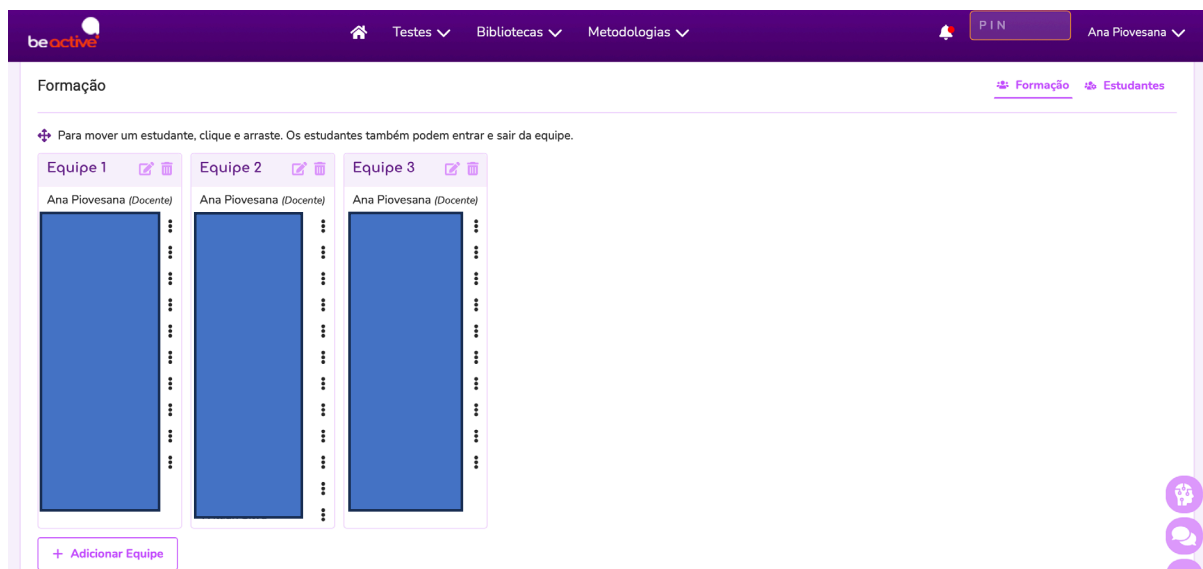 be active
Testes Bibliotecas Metodologias PIN Ana Piovesana
Formação Formação Estudantes
Para mover um estudante, clique e arraste. Os estudantes também podem entrar e sair da equipe.
Equipe 1 Equipe 2 Equipe 3
Ana Piovesana (Docente) Ana Piovesana (Docente) Ana Piovesana (Docente)
+ Adicionar Equipe